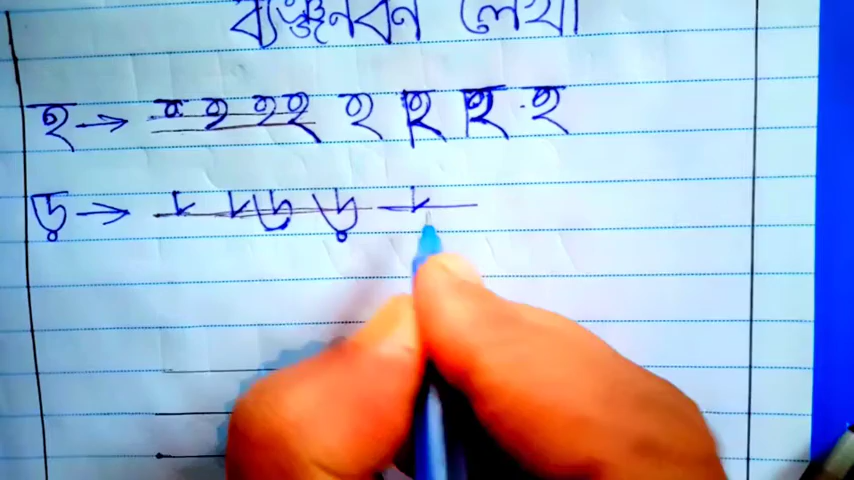 ব্যঞ্জনবর্ন লেখা
হ → হ হ হ হ হ হ হ
ড় → ড ড়